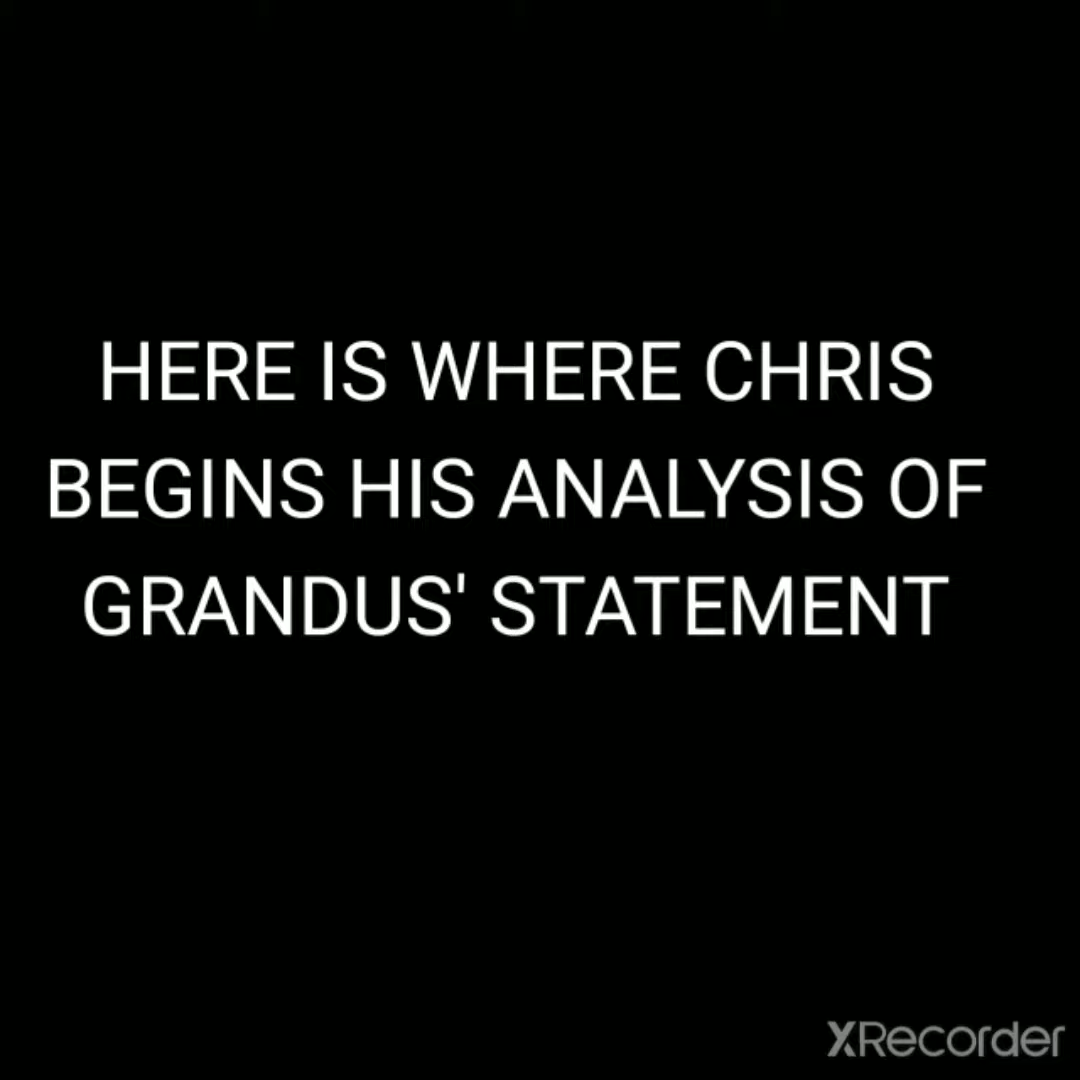 HERE IS WHERE CHRIS
BEGINS HIS ANALYSIS OF
GRANDUS' STATEMENT
XRecorder